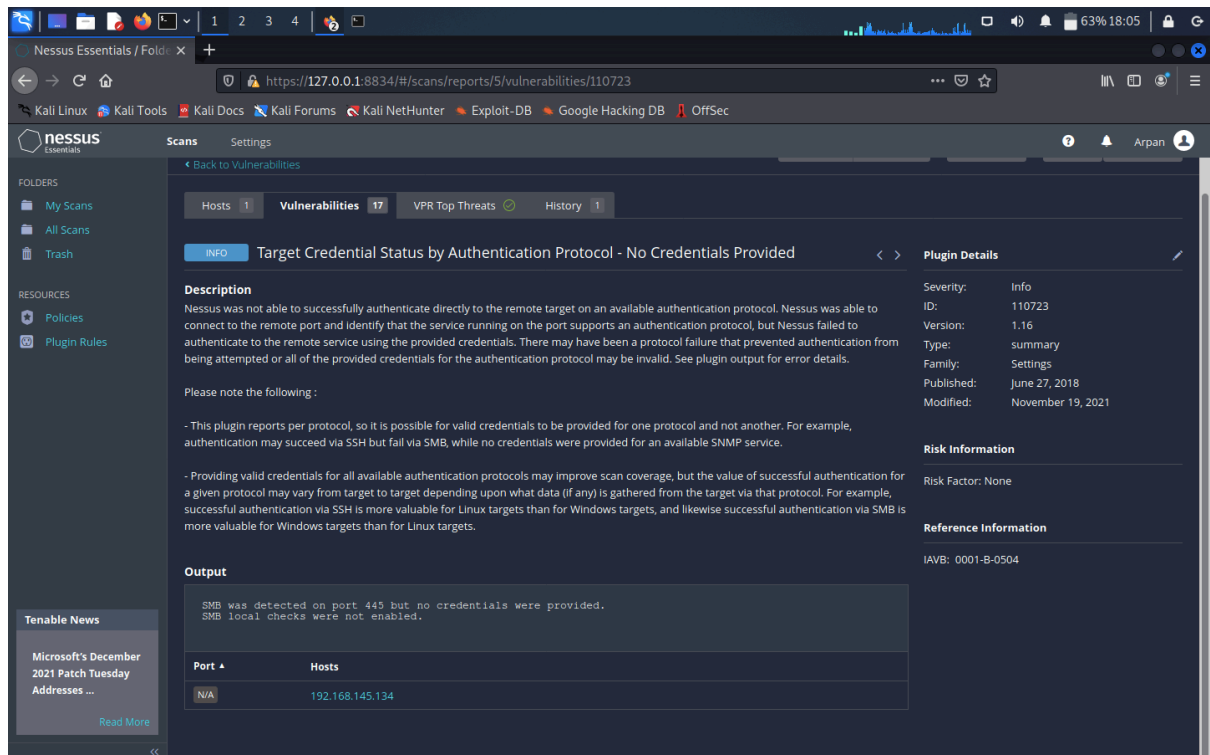 1 2 3 4
63% 18:05
Nessus Essentials / Folde
https://127.0.0.1:8834/#/scans/reports/5/vulnerabilities/110723
Kali Linux Kali Tools Kali Docs Kali Forums Kali NetHunter Exploit-DB Google Hacking DB OffSec
nessus Essentials
Scans Settings
Arpan
Back to Vulnerabilities
FOLDERS
My Scans
All Scans
Trash
RESOURCES
Policies
Plugin Rules
Hosts 1 Vulnerabilities 17 VPR Top Threats History 1
INFO Target Credential Status by Authentication Protocol - No Credentials Provided
Description
Nessus was not able to successfully authenticate directly to the remote target on an available authentication protocol. Nessus was able to
connect to the remote port and identify that the service running on the port supports an authentication protocol, but Nessus failed to
authenticate to the remote service using the provided credentials. There may have been a protocol failure that prevented authentication from
being attempted or all of the provided credentials for the authentication protocol may be invalid. See plugin output for error details.
Please note the following :
- This plugin reports per protocol, so it is possible for valid credentials to be provided for one protocol and not another. For example,
authentication may succeed via SSH but fail via SMB, while no credentials were provided for an available SNMP service.
- Providing valid credentials for all available authentication protocols may improve scan coverage, but the value of successful authentication for
a given protocol may vary from target to target depending upon what data (if any) is gathered from the target via that protocol. For example,
successful authentication via SSH is more valuable for Linux targets than for Windows targets, and likewise successful authentication via SMB is
more valuable for Windows targets than for Linux targets.
Output
SMB was detected on port 445 but no credentials were provided.
SMB local checks were not enabled.
Port Hosts
N/A 192.168.145.134
Plugin Details
Severity: Info
ID: 110723
Version: 1.16
Type: summary
Family: Settings
Published: June 27, 2018
Modified: November 19, 2021
Risk Information
Risk Factor: None
Reference Information
IAVB: 0001-B-0504
Tenable News
Microsoft's December
2021 Patch Tuesday
Addresses ...
Read More